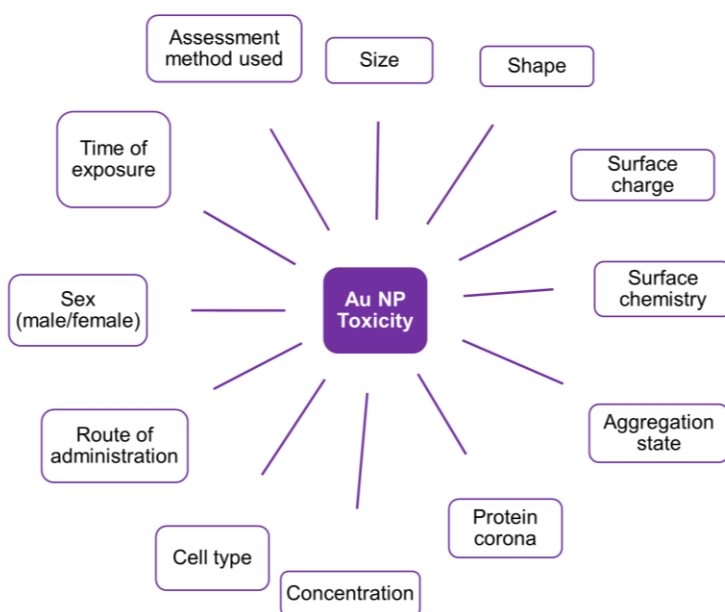 Assessment
method used
Size
Shape
Time of
exposure
Surface
charge
Sex
(male/female)
Au NP
Toxicity
Surface
chemistry
Route of
administration
Aggregation
state
Cell type
Concentration
Protein
corona